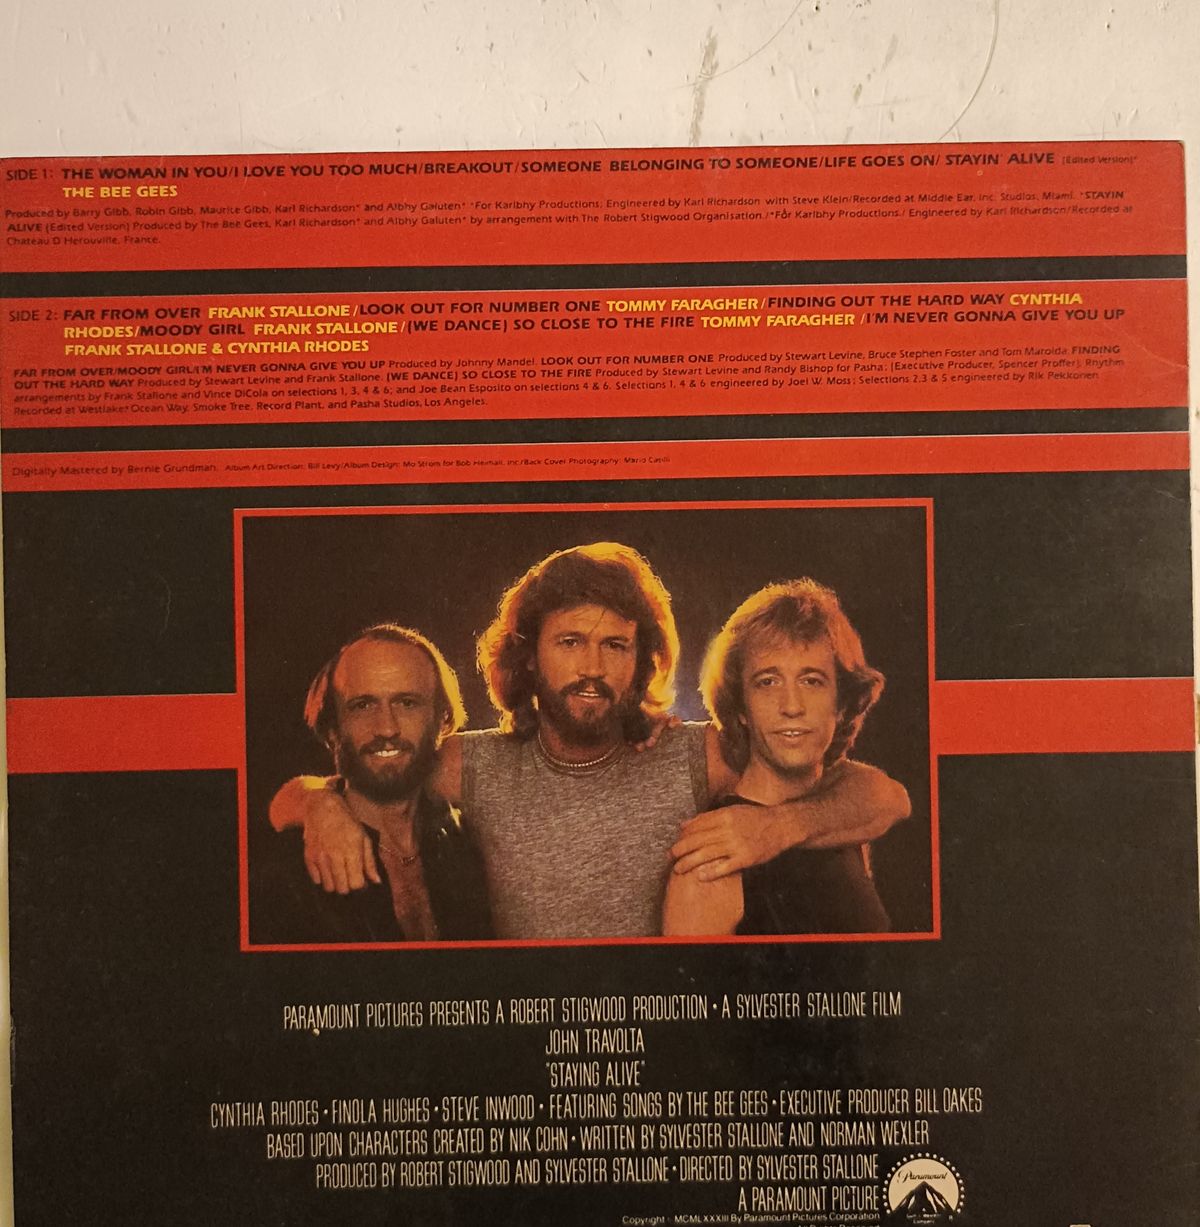 SIDE 1: THE WOMAN IN YOU/I LOVE YOU TOO MUCH/BREAKOUT/SOMEONE BELONGING TO SOMEONE/LIFE GOES ON/ STAYIN' ALIVE (Edited Version)*
THE BEE GEES
Produced by Barry Gibb, Robin Gibb, Maurice Gibb, Karl Richardson* and Albhy Galuten* *For Karlbhy Productions; Engineered by Karl Richardson with Steve Klein/Recorded at Middle Ear, Inc. Studios, Miami. *STAYIN
ALIVE (Edited Version) Produced by The Bee Gees, Karl Richardson* and Albhy Galuten* by arrangement with The Robert Stigwood Organisation./*For Karlbhy Productions./ Engineered by Karl Richardson/Recorded at
Chateau D Herouville, France.
SIDE 2: FAR FROM OVER FRANK STALLONE/LOOK OUT FOR NUMBER ONE TOMMY FARAGHER/FINDING OUT THE HARD WAY CYNTHIA
RHODES/MOODY GIRL FRANK STALLONE/(WE DANCE) SO CLOSE TO THE FIRE TOMMY FARAGHER /I'M NEVER GONNA GIVE YOU UP
FRANK STALLONE & CYNTHIA RHODES
FAR FROM OVER/MOODY GIRL/I'M NEVER GONNA GIVE YOU UP Produced by Johnny Mandel. LOOK OUT FOR NUMBER ONE Produced by Stewart Levine, Bruce Stephen Foster and Tom Marolda. FINDING
OUT THE HARD WAY Produced by Stewart Levine and Frank Stallone. (WE DANCE) SO CLOSE TO THE FIRE Produced by Stewart Levine and Randy Bishop for Pasha: (Executive Producer, Spencer Proffer). Rhythm
arrangements by Frank Stallone and Vince DiCola on selections 1, 3, 4 & 6; and Joe Bean Esposito on selections 4 & 6. Selections 1, 4 & 6 engineered by Joel W. Moss; Selections 2,3 & 5 engineered by Rik Pekkonen.
Recorded at Westlake, Ocean Way, Smoke Tree, Record Plant, and Pasha Studios, Los Angeles.
Digitally Mastered by Bernie Grundman. Album Art Direction: Bill Levy/Album Design: Mo Strom for Bob Heimall, Inc./Back Cover Photography: Mario Casilli
PARAMOUNT PICTURES PRESENTS A ROBERT STIGWOOD PRODUCTION • A SYLVESTER STALLONE FILM
JOHN TRAVOLTA
"STAYING ALIVE"
CYNTHIA RHODES • FINOLA HUGHES • STEVE INWOOD • FEATURING SONGS BY THE BEE GEES • EXECUTIVE PRODUCER BILL OAKES
BASED UPON CHARACTERS CREATED BY NIK COHN • WRITTEN BY SYLVESTER STALLONE AND NORMAN WEXLER
PRODUCED BY ROBERT STIGWOOD AND SYLVESTER STALLONE • DIRECTED BY SYLVESTER STALLONE
A PARAMOUNT PICTURE
Paramount
Copyright MCMLXXXIII By Paramount Pictures Corporation